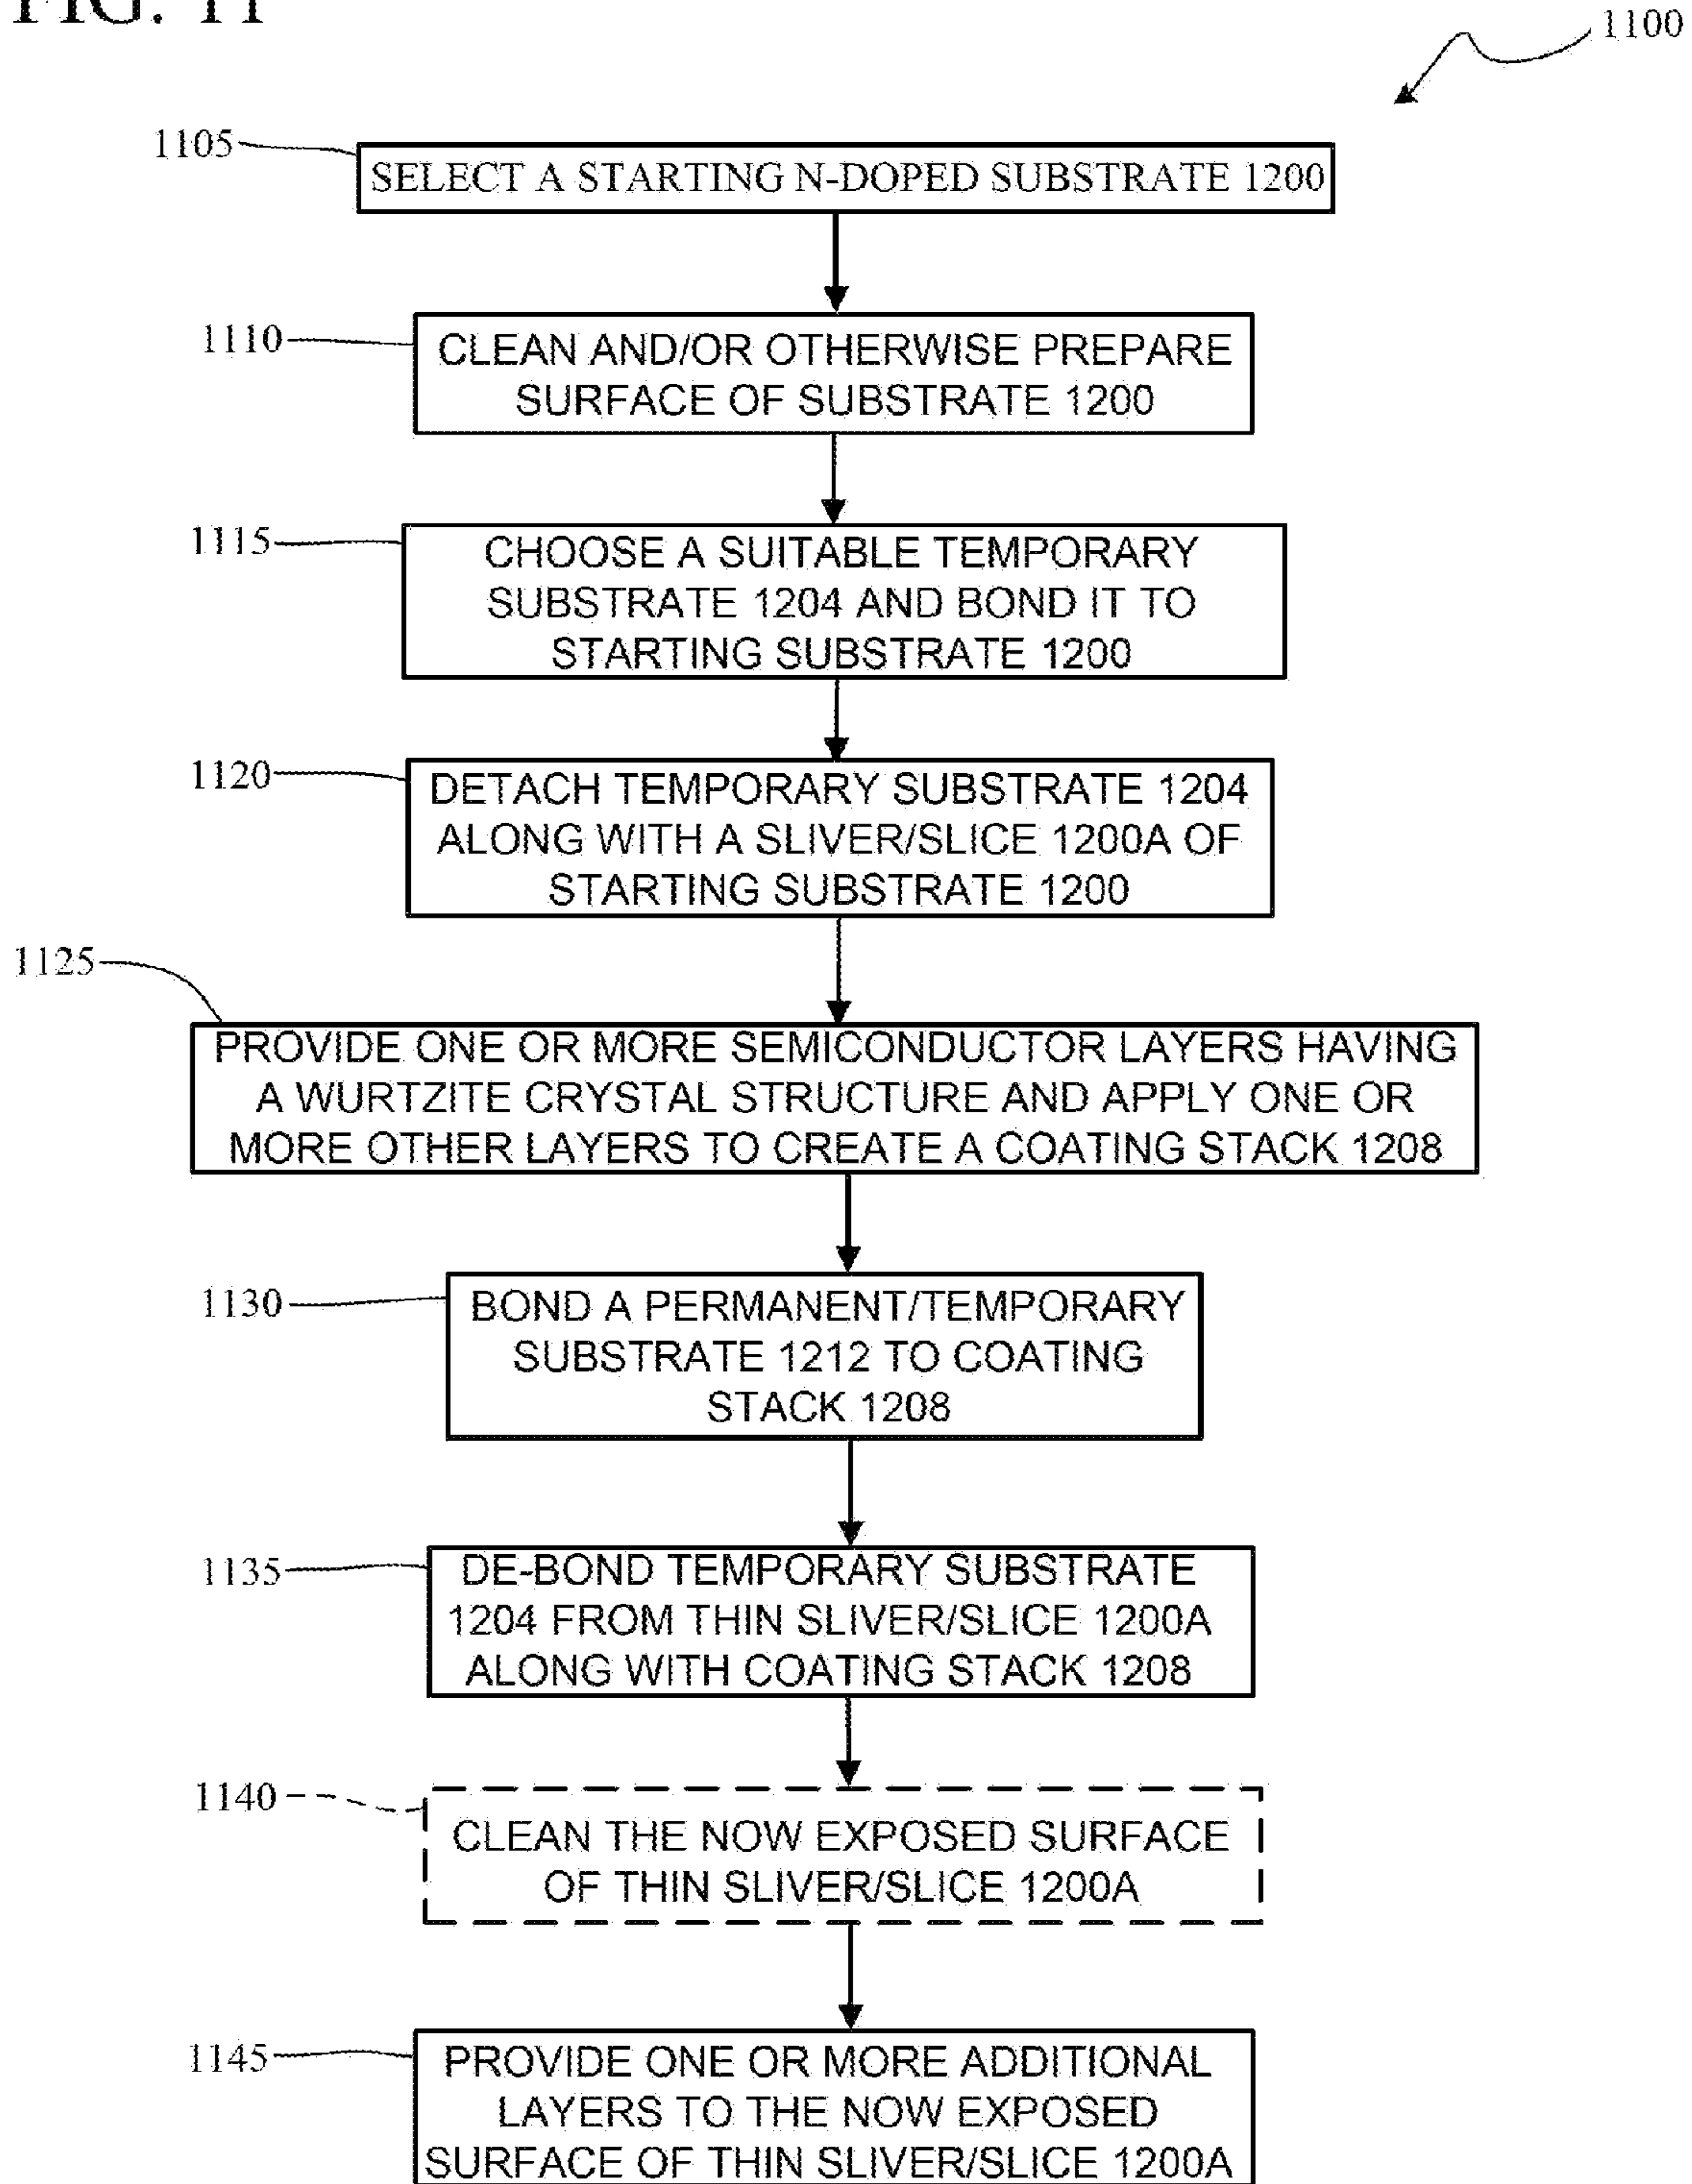 FIG. 11
1100
1105
SELECT A STARTING N-DOPED SUBSTRATE 1200
1110
CLEAN AND/OR OTHERWISE PREPARE
SURFACE OF SUBSTRATE 1200
1115
CHOOSE A SUITABLE TEMPORARY
SUBSTRATE 1204 AND BOND IT TO
STARTING SUBSTRATE 1200
1120
DETACH TEMPORARY SUBSTRATE 1204
ALONG WITH A SLIVER/SLICE 1200A OF
STARTING SUBSTRATE 1200
1125
PROVIDE ONE OR MORE SEMICONDUCTOR LAYERS HAVING
A WURTZITE CRYSTAL STRUCTURE AND APPLY ONE OR
MORE OTHER LAYERS TO CREATE A COATING STACK 1208
1130
BOND A PERMANENT/TEMPORARY
SUBSTRATE 1212 TO COATING
STACK 1208
1135
DE-BOND TEMPORARY SUBSTRATE
1204 FROM THIN SLIVER/SLICE 1200A
ALONG WITH COATING STACK 1208
1140
CLEAN THE NOW EXPOSED SURFACE
OF THIN SLIVER/SLICE 1200A
1145
PROVIDE ONE OR MORE ADDITIONAL
LAYERS TO THE NOW EXPOSED
SURFACE OF THIN SLIVER/SLICE 1200A